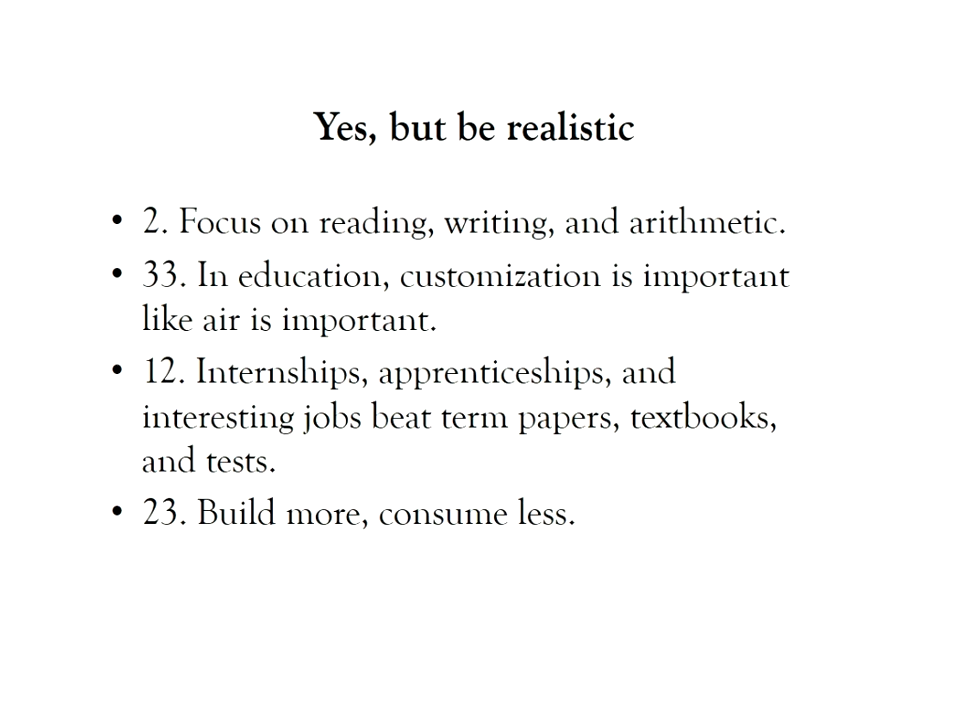 Yes, but be realistic
• 2. Focus on reading, writing, and arithmetic.
• 33. In education, customization is important
like air is important.
• 12. Internships, apprenticeships, and
interesting jobs beat term papers, textbooks,
and tests.
• 23. Build more, consume less.